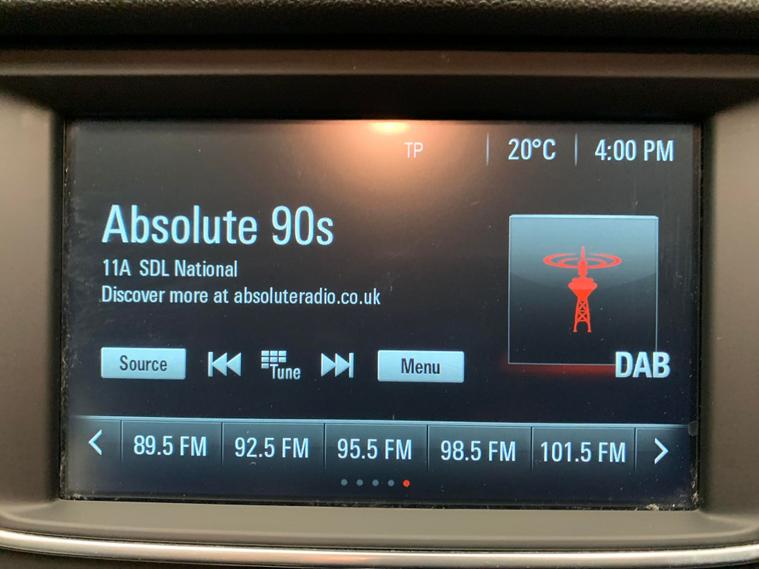 TP 20°C 4:00 PM
Absolute 90s
11A SDL National
Discover more at absoluteradio.co.uk
DAB
Source Tune Menu
89.5 FM 92.5 FM 95.5 FM 98.5 FM 101.5 FM